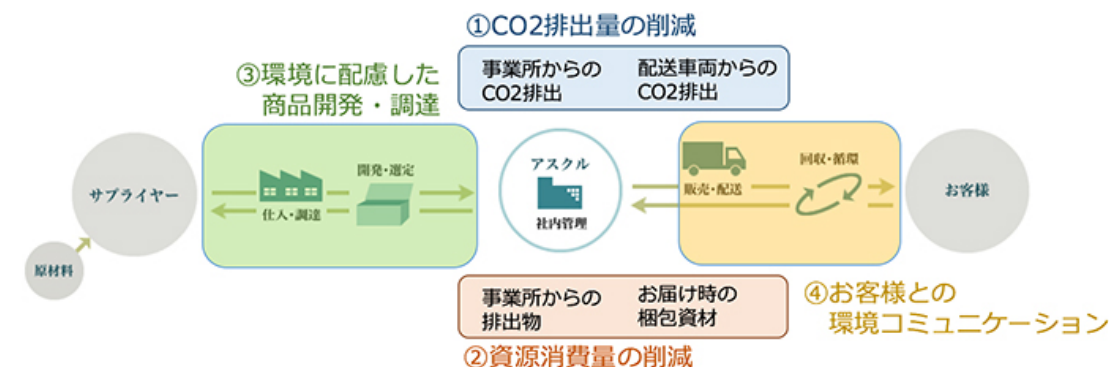 ①CO2排出量の削減
事業所からの
CO2排出
配送車両からの
CO2排出
③環境に配慮した
商品開発・調達
サプライヤー
原材料
仕入・調達
開発・選定
アスクル
社内管理
販売・配送
回収・循環
お客様
事業所からの
排出物
お届け時の
梱包資材
②資源消費量の削減
④お客様との
環境コミュニケーション